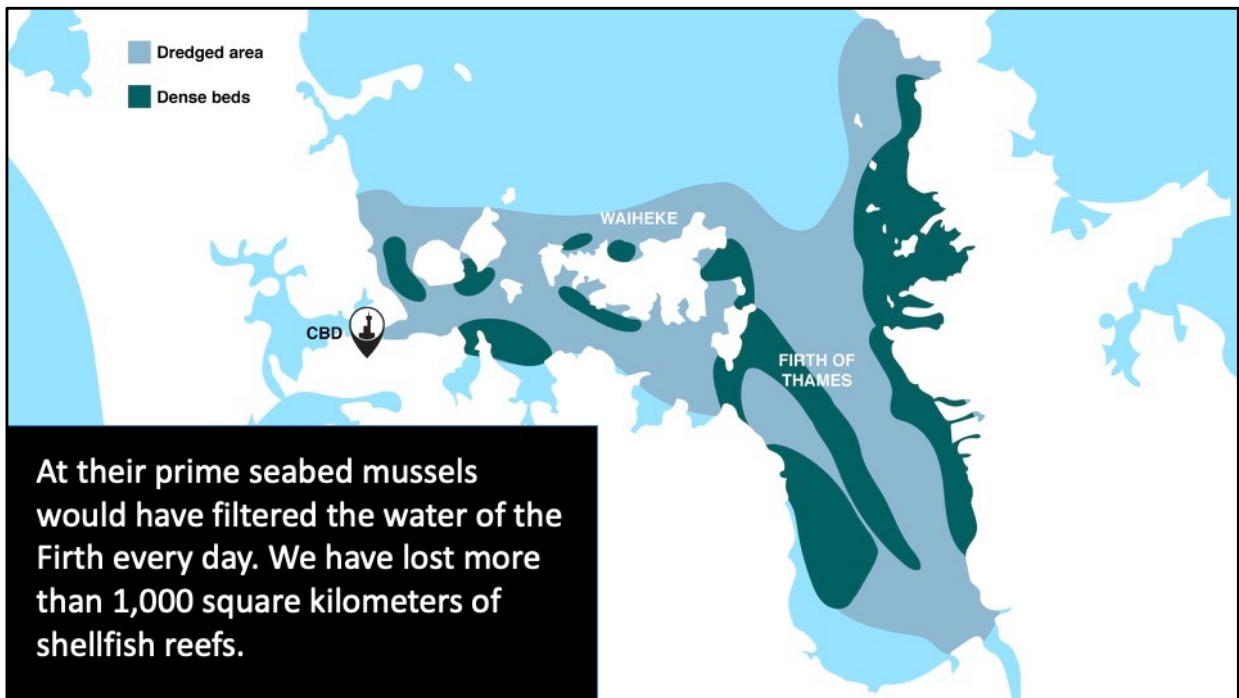 Dredged area
Dense beds
WAIHEKE
CBD
FIRTH OF
THAMES
At their prime seabed mussels
would have filtered the water of the
Firth every day. We have lost more
than 1,000 square kilometers of
shellfish reefs.